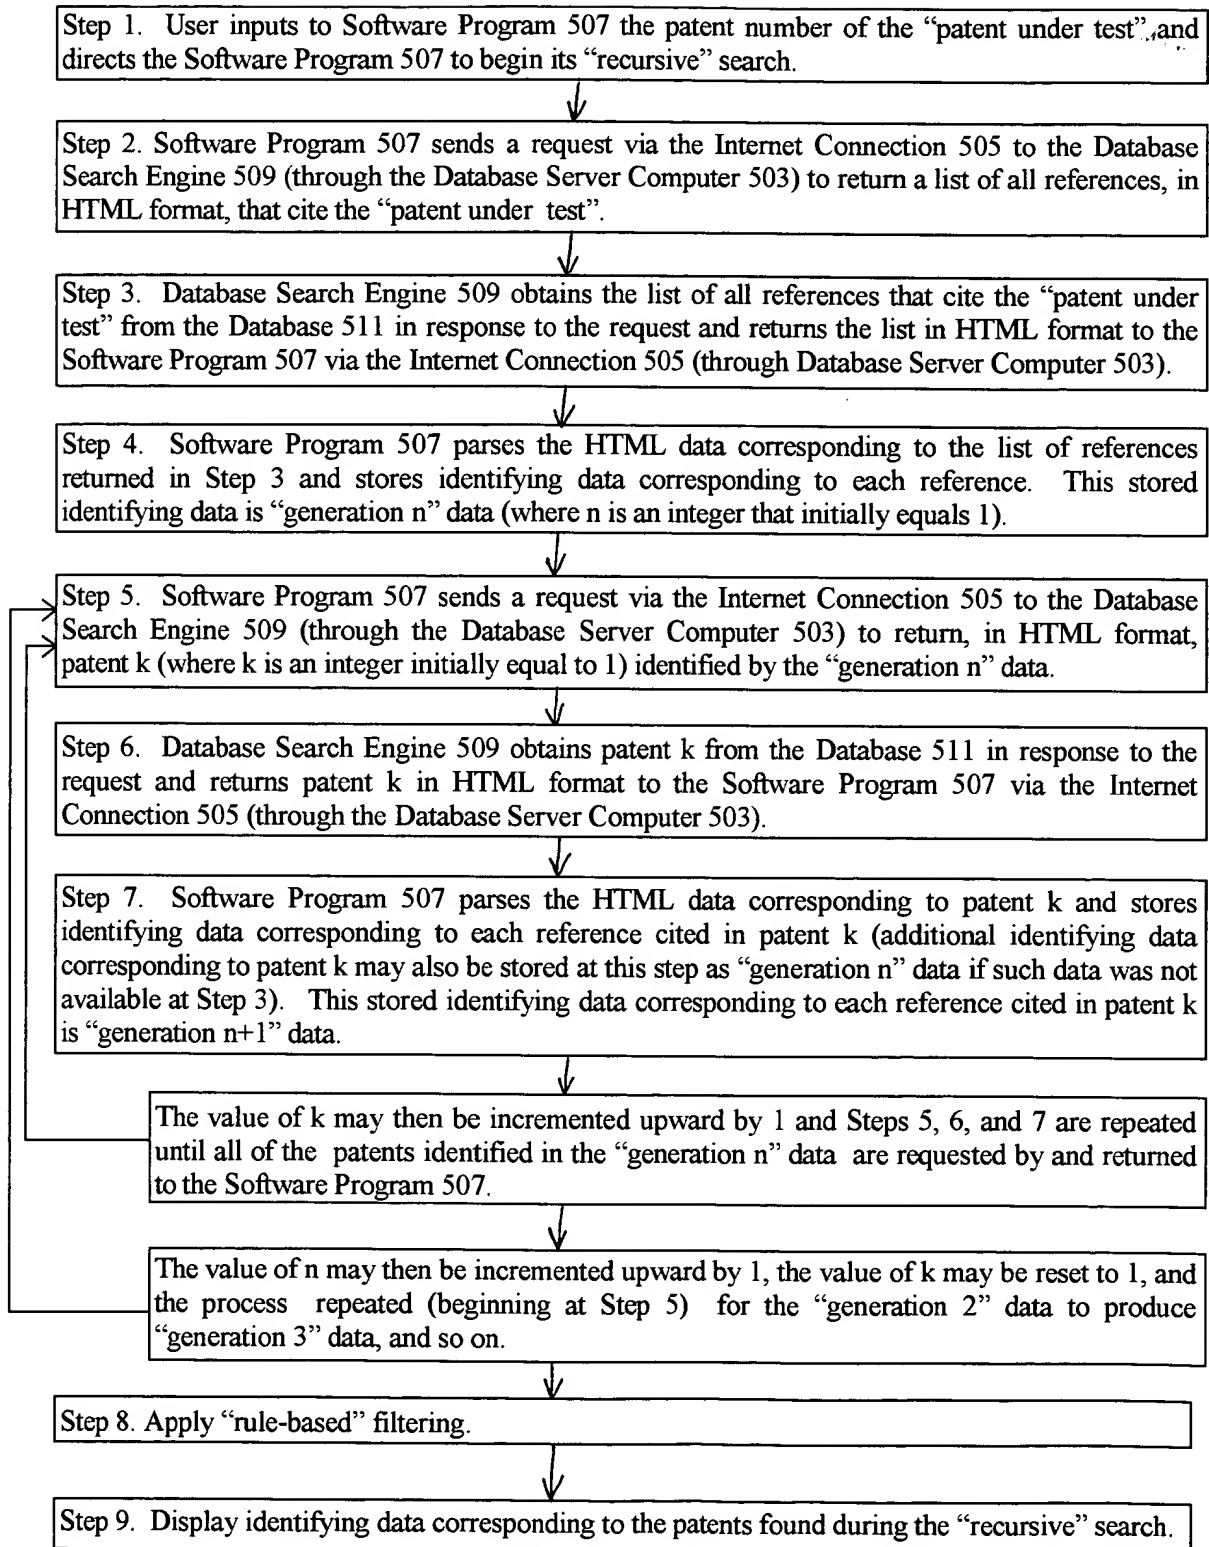 Step 1. User inputs to Software Program 507 the patent number of the “patent under test”, and
directs the Software Program 507 to begin its “recursive” search.
Step 2. Software Program 507 sends a request via the Internet Connection 505 to the Database
Search Engine 509 (through the Database Server Computer 503) to return a list of all references, in
HTML format, that cite the “patent under test”.
Step 3. Database Search Engine 509 obtains the list of all references that cite the “patent under
test” from the Database 511 in response to the request and returns the list in HTML format to the
Software Program 507 via the Internet Connection 505 (through Database Server Computer 503).
Step 4. Software Program 507 parses the HTML data corresponding to the list of references
returned in Step 3 and stores identifying data corresponding to each reference. This stored
identifying data is “generation n” data (where n is an integer that initially equals 1).
Step 5. Software Program 507 sends a request via the Internet Connection 505 to the Database
Search Engine 509 (through the Database Server Computer 503) to return, in HTML format,
patent k (where k is an integer initially equal to 1) identified by the “generation n” data.
Step 6. Database Search Engine 509 obtains patent k from the Database 511 in response to the
request and returns patent k in HTML format to the Software Program 507 via the Internet
Connection 505 (through the Database Server Computer 503).
Step 7. Software Program 507 parses the HTML data corresponding to patent k and stores
identifying data corresponding to each reference cited in patent k (additional identifying data
corresponding to patent k may also be stored at this step as “generation n” data if such data was not
available at Step 3). This stored identifying data corresponding to each reference cited in patent k
is “generation n+1” data.
The value of k may then be incremented upward by 1 and Steps 5, 6, and 7 are repeated
until all of the patents identified in the “generation n” data are requested by and returned
to the Software Program 507.
The value of n may then be incremented upward by 1, the value of k may be reset to 1, and
the process repeated (beginning at Step 5) for the “generation 2” data to produce
“generation 3” data, and so on.
Step 8. Apply “rule-based” filtering.
Step 9. Display identifying data corresponding to the patents found during the “recursive” search.